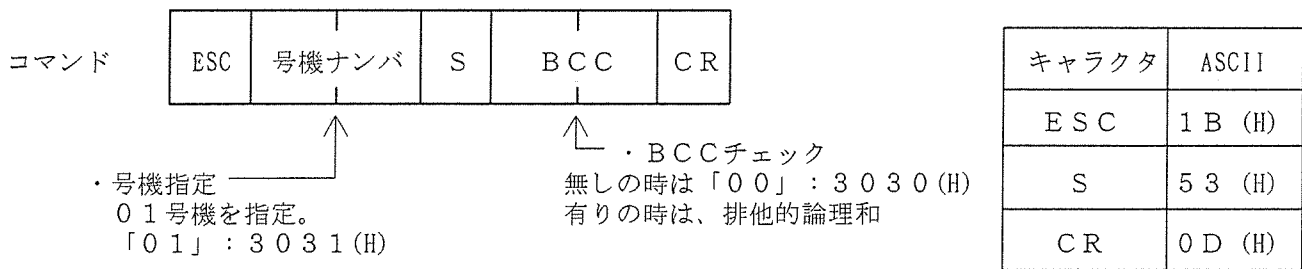 コマンド ESC 号機ナンバ S BCC CR
・号機指定
01号機を指定。
「01」:3031(H)
・BCCチェック
無しの時は「00」:3030(H)
有りの時は、排他的論理和
キャラクタ ASCII
ESC 1B (H)
S 53 (H)
CR 0D (H)